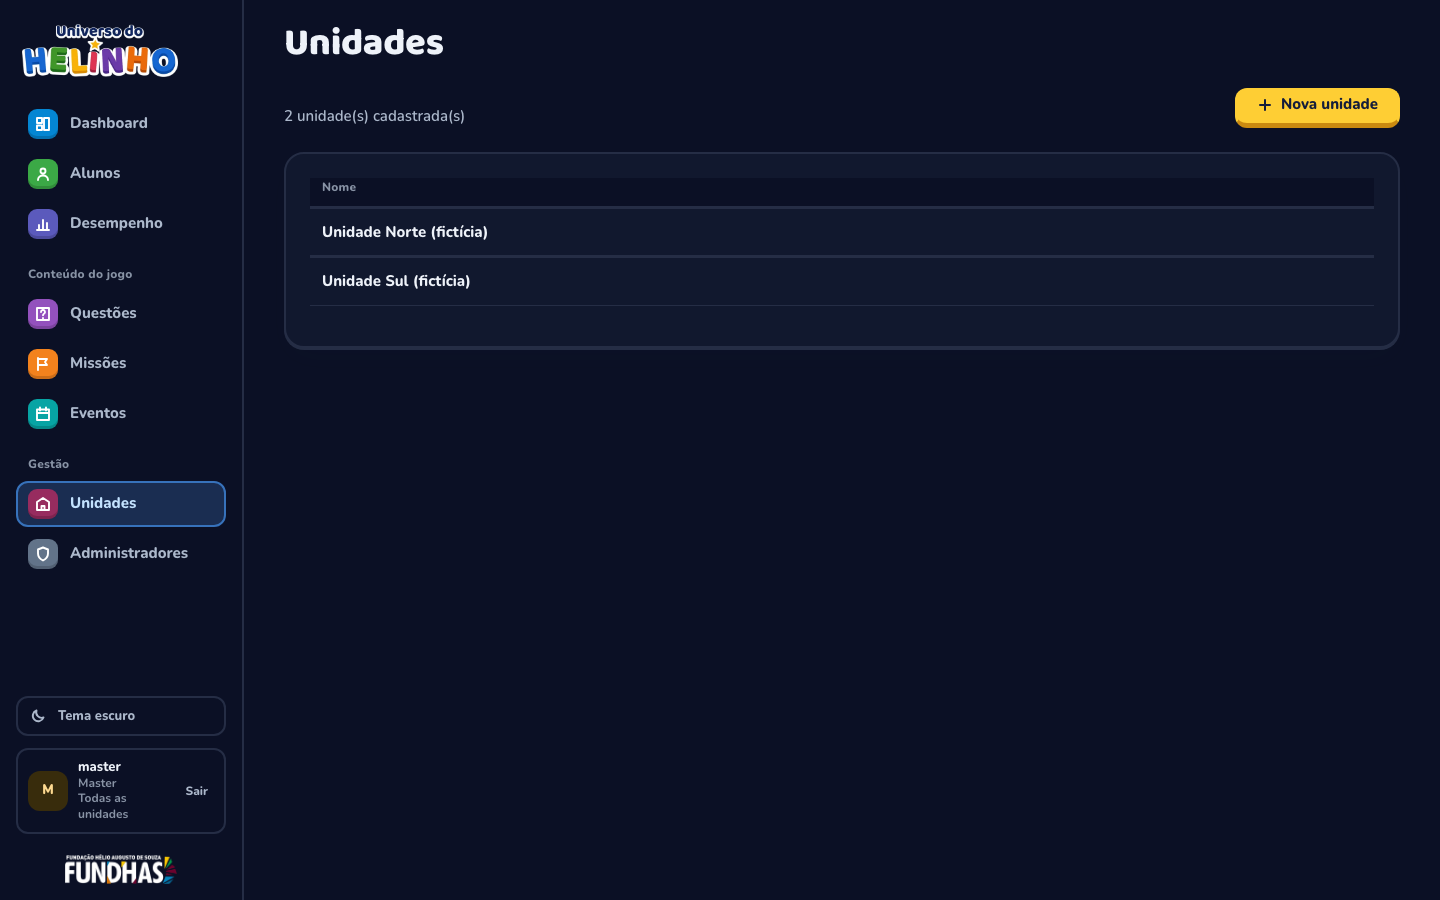 Universo do
HELINHO
Dashboard
Alunos
Desempenho
Conteúdo do jogo
Questões
Missões
Eventos
Gestão
Unidades
Administradores
Tema escuro
M
master
Master
Todas as
unidades
Sair
FUNDAÇÃO HÉLIO AUGUSTO DE SOUZA
FUNDHAS
Unidades
2 unidade(s) cadastrada(s)
+ Nova unidade
Nome
Unidade Norte (fictícia)
Unidade Sul (fictícia)